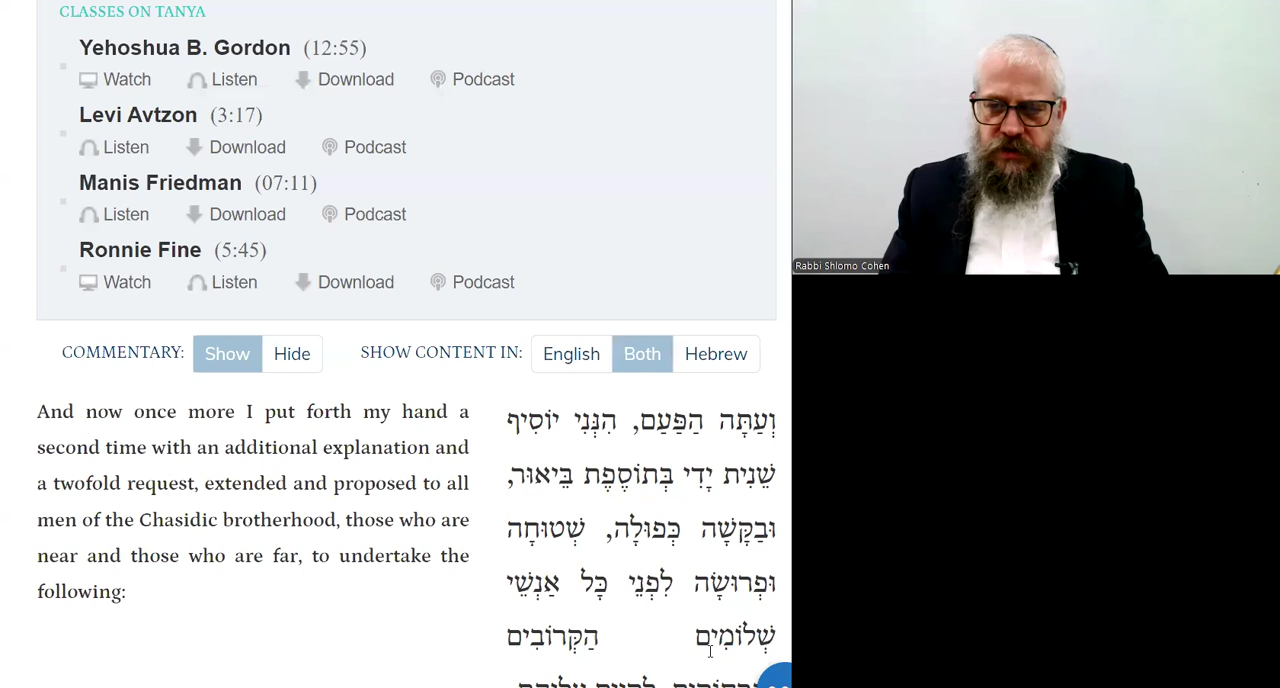 CLASSES ON TANYA
Yehoshua B. Gordon (12:55)
Watch Listen Download Podcast
Levi Avtzon (3:17)
Listen Download Podcast
Manis Friedman (07:11)
Listen Download Podcast
Ronnie Fine (5:45)
Watch Listen Download Podcast
COMMENTARY: Show Hide SHOW CONTENT IN: English Both Hebrew
And now once more I put forth my hand a
second time with an additional explanation and
a twofold request, extended and proposed to all
men of the Chasidic brotherhood, those who are
near and those who are far, to undertake the
following:
וְעַתָּה הַפַּעַם, הִנְּנִי יוֹסִיף
שֵׁנִית יָדִי בְּתוֹסֶפֶת בֵּיאוּר,
וּבַקָּשָׁה כְּפוּלָה, שְׁטוּחָה
וּפְרוּשָׂה לִפְנֵי כָּל אַנְשֵׁי
שְׁלוֹמִים הַקְּרוֹבִים
Rabbi Shlomo Cohen